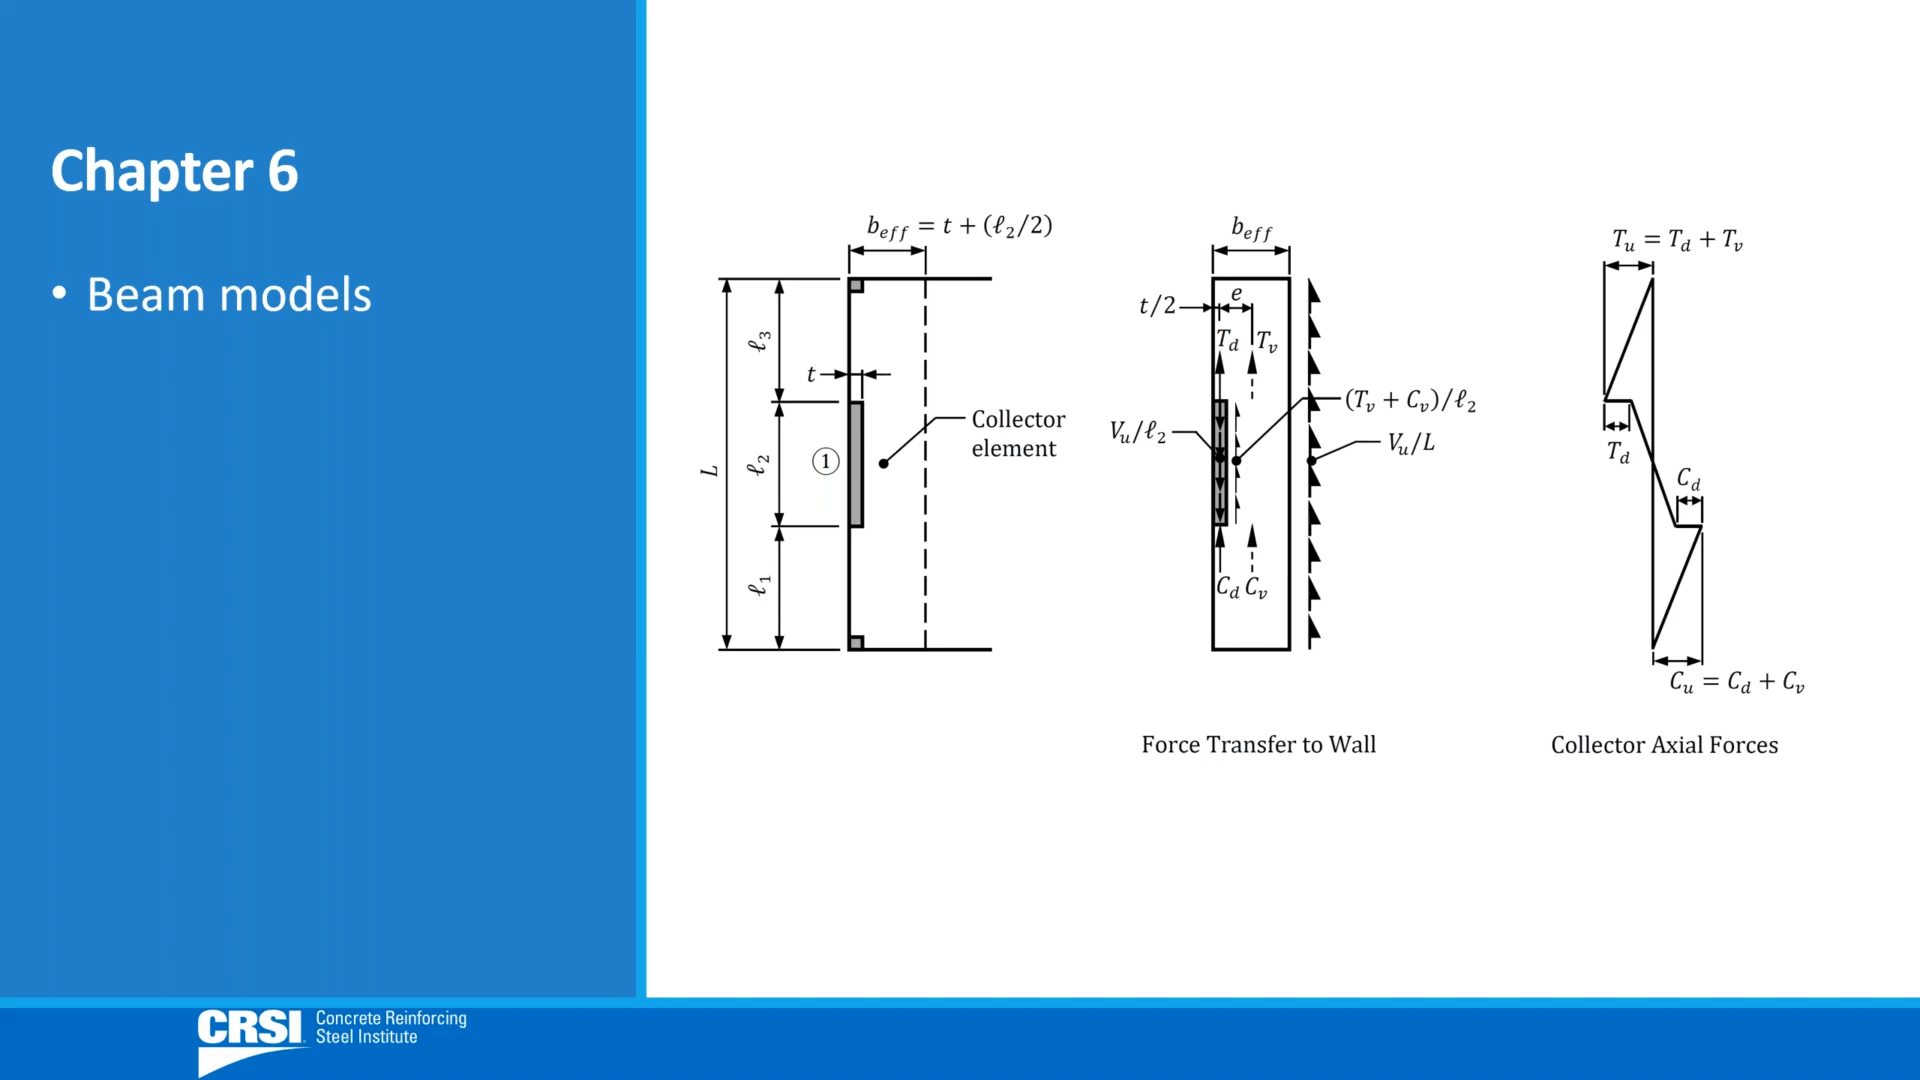 Chapter 6
• Beam models
b_eff = t + (ℓ₂/2)
L
ℓ₃
ℓ₂
ℓ₁
t
1
Collector
element
b_eff
t/2
e
T_d
T_v
V_u/ℓ₂
(T_v + C_v)/ℓ₂
V_u/L
C_d C_v
Force Transfer to Wall
T_u = T_d + T_v
T_d
C_d
C_u = C_d + C_v
Collector Axial Forces
CRSI
Concrete Reinforcing
Steel Institute